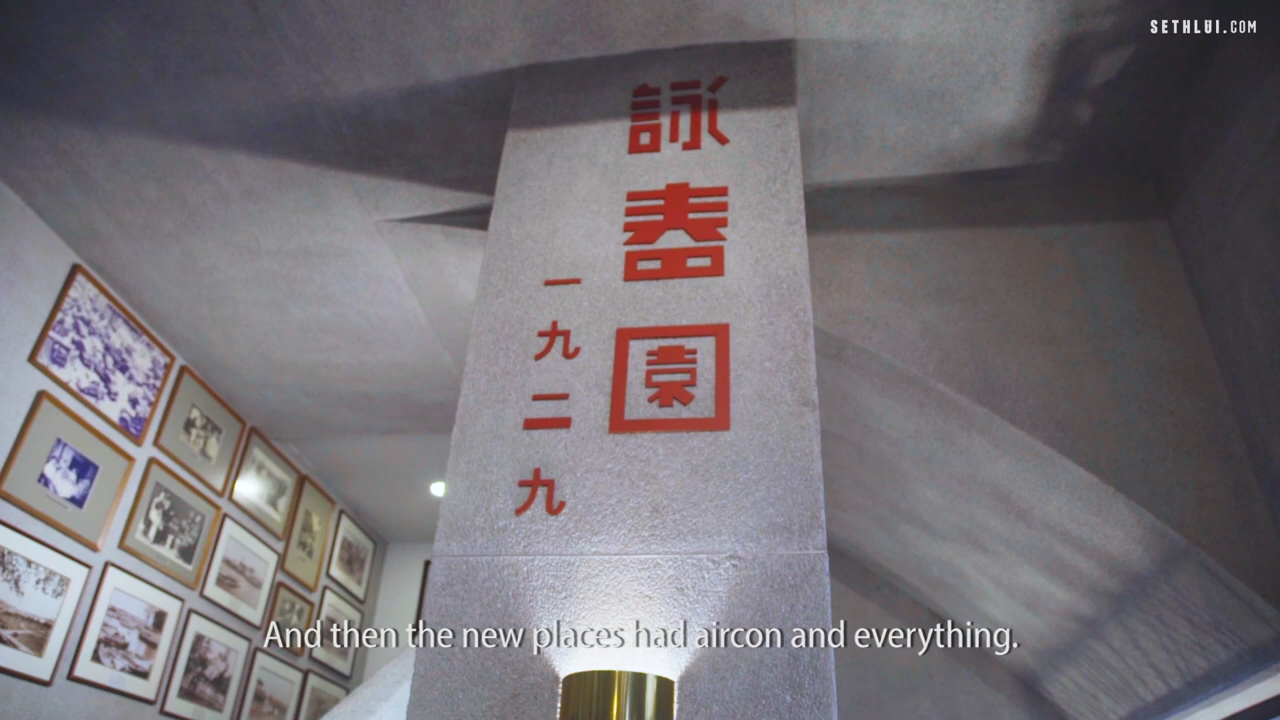 SETHLUI.COM
詠春園
一九二九
And then the new places had aircon and everything.